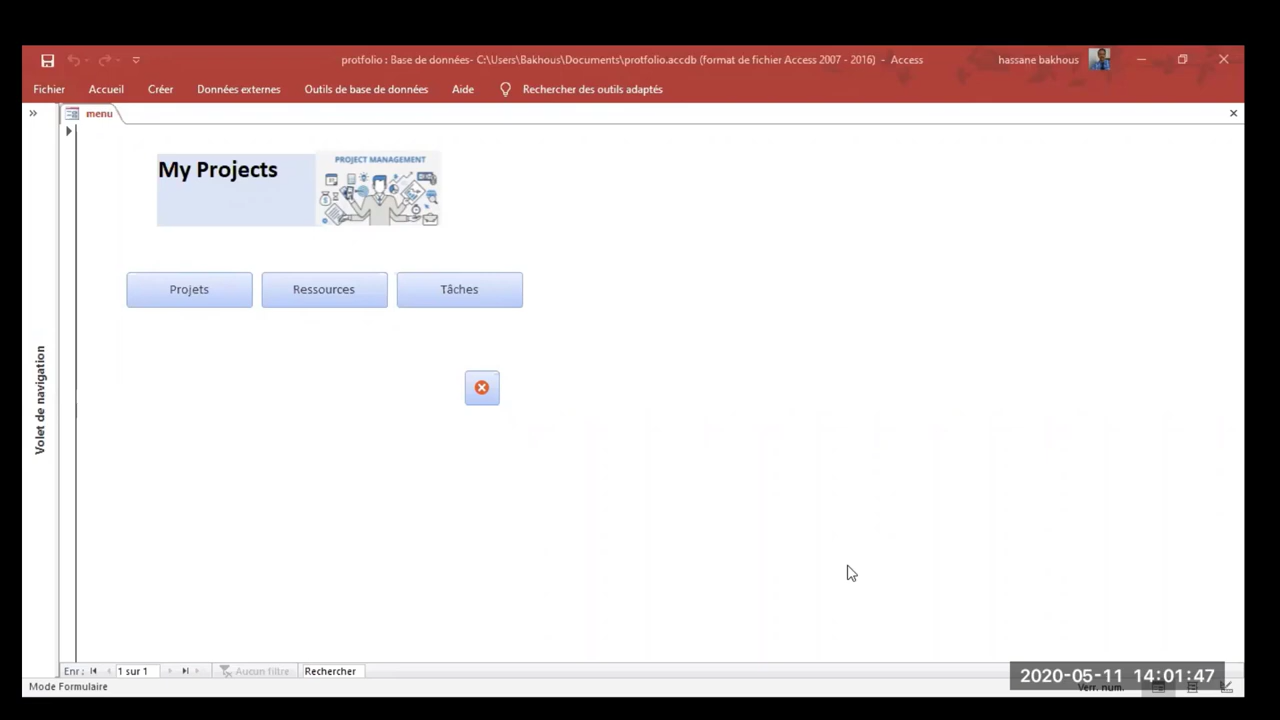 protfolio : Base de données- C:\Users\Bakhous\Documents\protfolio.accdb (format de fichier Access 2007 - 2016) - Access
hassane bakhous
Fichier Accueil Créer Données externes Outils de base de données Aide Rechercher des outils adaptés
menu
My Projects
PROJECT MANAGEMENT
Projets Ressources Tâches
Volet de navigation
Enr : 1 sur 1 Aucun filtre Rechercher
Mode Formulaire
2020-05-11 14:01:47
Verr. num.